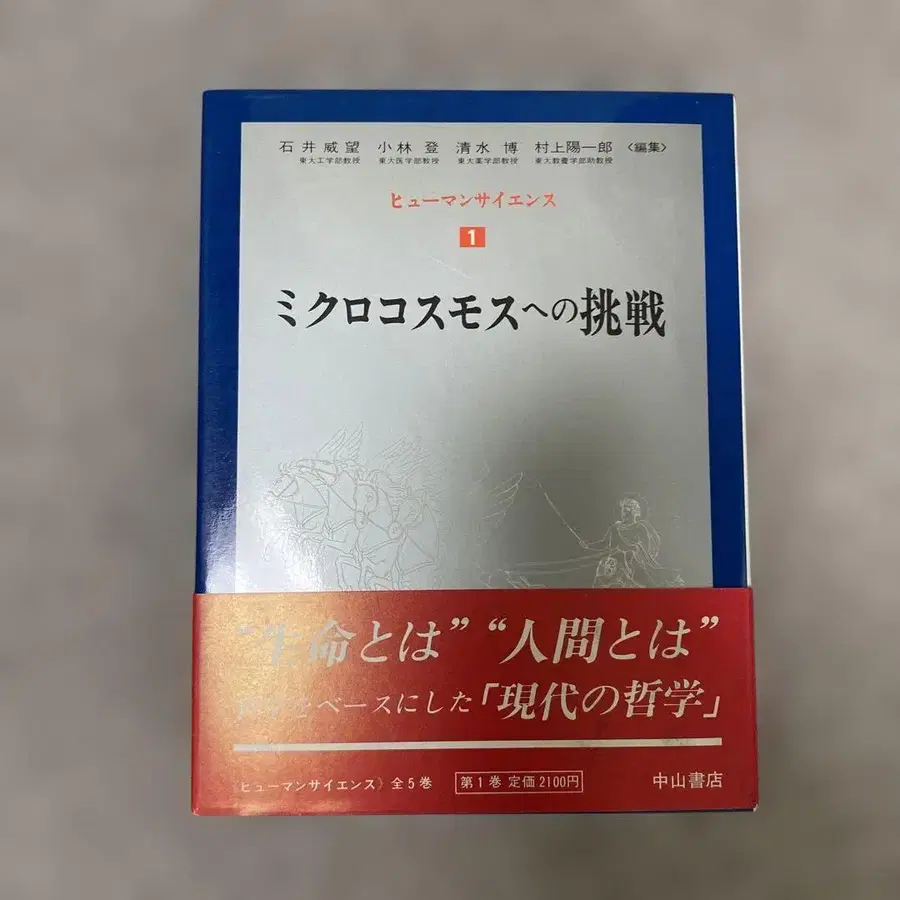 石井威望 小林登 清水博 村上陽一郎 〈編集〉
東大工学部教授 東大医学部教授 東大薬学部教授 東大教養学部助教授
ヒューマンサイエンス
1
ミクロコスモスへの挑戦
“生命とは” “人間とは”
をベースにした「現代の哲学」
ヒューマンサイエンス〉全5巻 第1巻 定価2100円 中山書店